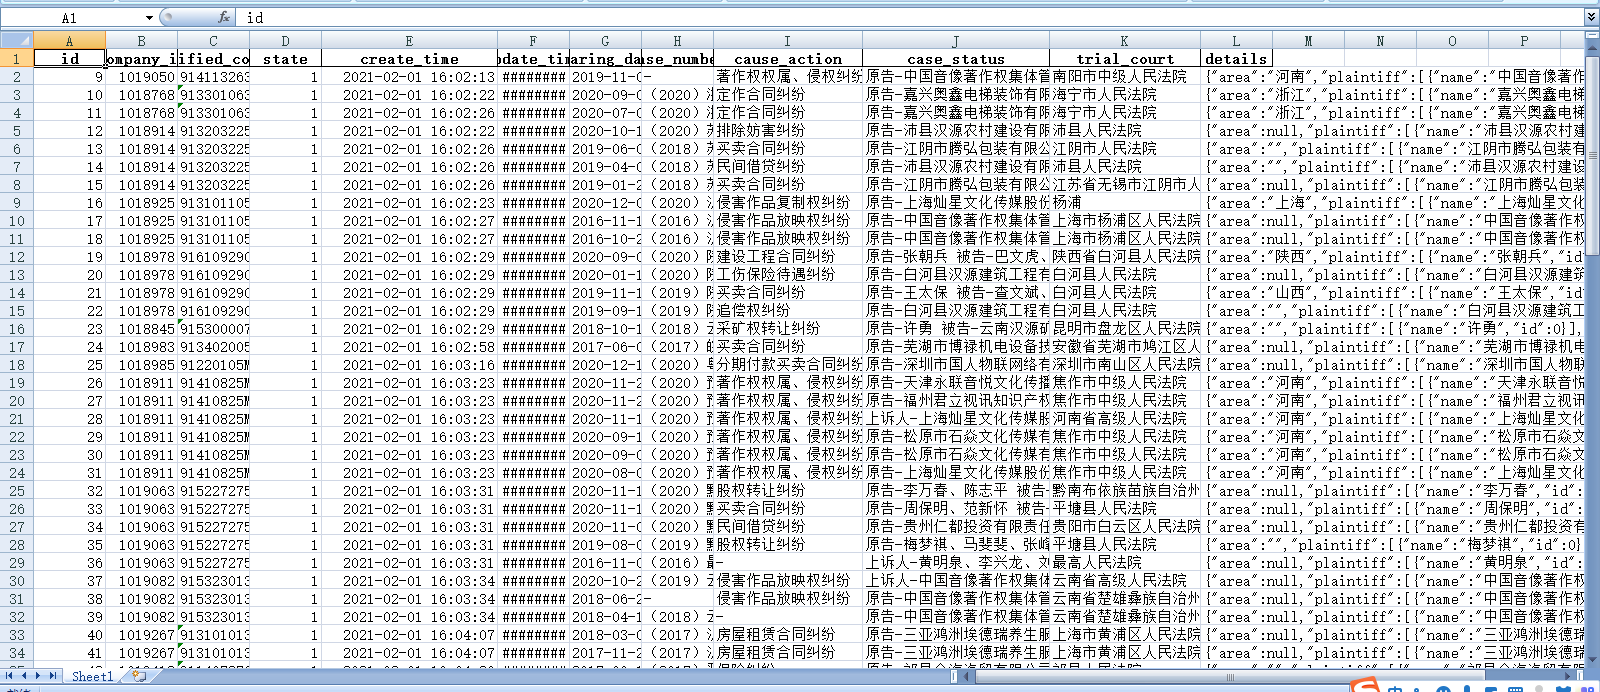 A1 fx id
A B C D E F G H I J K L M N O P
1 id ompany_i ified_co state create_time date_tim aring_da se_numbe cause_action case_status trial_court details
2 9 1019050 914113263 1 2021-02-01 16:02:13 ######## 2019-11-0 - 著作权权属、侵权纠纷 原告-中国音像著作权集体管 南阳市中级人民法院 {"area":"河南","plaintiff":[{"name":"中国音像著作
3 10 1018768 913301063 1 2021-02-01 16:02:22 ######## 2020-09-0 (2020) 定作合同纠纷 原告-嘉兴奥鑫电梯装饰有限 海宁市人民法院 {"area":"浙江","plaintiff":[{"name":"嘉兴奥鑫电梯
4 11 1018768 913301063 1 2021-02-01 16:02:26 ######## 2020-07-0 (2020) 定作合同纠纷 原告-嘉兴奥鑫电梯装饰有限 海宁市人民法院 {"area":"浙江","plaintiff":[{"name":"嘉兴奥鑫电梯
5 12 1018914 913203225 1 2021-02-01 16:02:22 ######## 2020-10-1 (2020) 排除妨害纠纷 原告-沛县汉源农村建设有限 沛县人民法院 {"area":null,"plaintiff":[{"name":"沛县汉源农村建
6 13 1018914 913203225 1 2021-02-01 16:02:26 ######## 2019-06-0 (2018) 买卖合同纠纷 原告-江阴市腾弘包装有限公 江阴市人民法院 {"area":"","plaintiff":[{"name":"江阴市腾弘包装有
7 14 1018914 913203225 1 2021-02-01 16:02:26 ######## 2019-04-0 (2018) 民间借贷纠纷 原告-沛县汉源农村建设有限 沛县人民法院 {"area":"","plaintiff":[{"name":"沛县汉源农村建设
8 15 1018914 913203225 1 2021-02-01 16:02:26 ######## 2019-01-2 (2018) 买卖合同纠纷 原告-江阴市腾弘包装有限公 江苏省无锡市江阴市人 {"area":null,"plaintiff":[{"name":"江阴市腾弘包装
9 16 1018925 913101105 1 2021-02-01 16:02:23 ######## 2020-12-0 (2020) 侵害作品复制权纠纷 原告-上海灿星文化传媒股份 杨浦 {"area":"上海","plaintiff":[{"name":"上海灿星文化
10 17 1018925 913101105 1 2021-02-01 16:02:27 ######## 2016-11-1 (2016) 侵害作品放映权纠纷 原告-中国音像著作权集体管 上海市杨浦区人民法院 {"area":null,"plaintiff":[{"name":"中国音像著作权
11 18 1018925 913101105 1 2021-02-01 16:02:27 ######## 2016-10-2 (2016) 侵害作品放映权纠纷 原告-中国音像著作权集体管 上海市杨浦区人民法院 {"area":null,"plaintiff":[{"name":"中国音像著作权
12 19 1018978 916109290 1 2021-02-01 16:02:29 ######## 2020-09-0 (2020) 建设工程合同纠纷 原告-张朝兵 被告-巴文虎、 陕西省白河县人民法院 {"area":"陕西","plaintiff":[{"name":"张朝兵","id
13 20 1018978 916109290 1 2021-02-01 16:02:29 ######## 2020-01-1 (2019) 工伤保险待遇纠纷 原告-白河县汉源建筑工程有 白河县人民法院 {"area":null,"plaintiff":[{"name":"白河县汉源建筑
14 21 1018978 916109290 1 2021-02-01 16:02:29 ######## 2019-11-1 (2019) 买卖合同纠纷 原告-王太保 被告-查文斌、 白河县人民法院 {"area":"山西","plaintiff":[{"name":"王太保","id
15 22 1018978 916109290 1 2021-02-01 16:02:29 ######## 2019-09-1 (2019) 追偿权纠纷 原告-白河县汉源建筑工程有 白河县人民法院 {"area":"","plaintiff":[{"name":"白河县汉源建筑工
16 23 1018845 915300007 1 2021-02-01 16:02:29 ######## 2018-10-1 (2018) 采矿权转让纠纷 原告-许勇 被告-云南汉源矿 昆明市盘龙区人民法院 {"area":"","plaintiff":[{"name":"许勇","id":0}],
17 24 1018983 913402005 1 2021-02-01 16:02:58 ######## 2017-06-0 (2017) 买卖合同纠纷 原告-芜湖市博禄机电设备技 安徽省芜湖市鸠江区人 {"area":"","plaintiff":[{"name":"芜湖市博禄机电
18 25 1018985 91220105M 1 2021-02-01 16:03:16 ######## 2020-12-1 (2020) 分期付款买卖合同纠纷 原告-深圳市国人物联网络有 深圳市南山区人民法院 {"area":"","plaintiff":[{"name":"深圳市国人物联网
19 26 1018911 91410825M 1 2021-02-01 16:03:23 ######## 2020-11-2 (2020) 著作权权属、侵权纠纷 原告-天津永联音悦文化传播 焦作市中级人民法院 {"area":"河南","plaintiff":[{"name":"天津永联音悦
20 27 1018911 91410825M 1 2021-02-01 16:03:23 ######## 2020-11-2 (2020) 著作权权属、侵权纠纷 原告-福州君立视讯知识产权 焦作市中级人民法院 {"area":"河南","plaintiff":[{"name":"福州君立视讯
21 28 1018911 91410825M 1 2021-02-01 16:03:23 ######## 2020-11-0 (2020) 著作权权属、侵权纠纷 上诉人-上海灿星文化传媒股 河南省高级人民法院 {"area":"河南","plaintiff":[{"name":"上海灿星文化
22 29 1018911 91410825M 1 2021-02-01 16:03:23 ######## 2020-09-1 (2020) 著作权权属、侵权纠纷 原告-松原市石焱文化传媒有 焦作市中级人民法院 {"area":"河南","plaintiff":[{"name":"松原市石焱文
23 30 1018911 91410825M 1 2021-02-01 16:03:23 ######## 2020-09-0 (2020) 著作权权属、侵权纠纷 原告-松原市石焱文化传媒有 焦作市中级人民法院 {"area":"河南","plaintiff":[{"name":"松原市石焱文
24 31 1018911 91410825M 1 2021-02-01 16:03:23 ######## 2020-08-0 (2020) 著作权权属、侵权纠纷 原告-上海灿星文化传媒股份 焦作市中级人民法院 {"area":"河南","plaintiff":[{"name":"上海灿星文化
25 32 1019063 915227275 1 2021-02-01 16:03:31 ######## 2020-11-1 (2020) 股权转让纠纷 原告-李万春、陈志平 被告- 黔南布依族苗族自治州 {"area":null,"plaintiff":[{"name":"李万春","id":
26 33 1019063 915227275 1 2021-02-01 16:03:31 ######## 2020-11-0 (2020) 买卖合同纠纷 原告-周保明、范新怀 被告- 平塘县人民法院 {"area":null,"plaintiff":[{"name":"周保明","id":
27 34 1019063 915227275 1 2021-02-01 16:03:31 ######## 2020-11-0 (2020) 民间借贷纠纷 原告-贵州仁都投资有限责任 贵阳市白云区人民法院 {"area":null,"plaintiff":[{"name":"贵州仁都投资有
28 35 1019063 915227275 1 2021-02-01 16:03:31 ######## 2019-08-0 (2019) 股权转让纠纷 原告-梅梦祺、马斐斐、张峰 平塘县人民法院 {"area":"","plaintiff":[{"name":"梅梦祺","id":0}
29 36 1019063 915227275 1 2021-02-01 16:03:31 ######## 2016-11-0 (2016) - 上诉人-黄明泉、李兴龙、刘 最高人民法院 {"area":null,"plaintiff":[{"name":"黄明泉","id":
30 37 1019082 915323013 1 2021-02-01 16:03:34 ######## 2020-10-2 (2019) 侵害作品放映权纠纷 上诉人-中国音像著作权集体 云南省高级人民法院 {"area":"","plaintiff":[{"name":"中国音像著作权
31 38 1019082 915323013 1 2021-02-01 16:03:34 ######## 2018-06-2 - 侵害作品放映权纠纷 原告-中国音像著作权集体管 云南省楚雄彝族自治州 {"area":null,"plaintiff":[{"name":"中国音像著作权
32 39 1019082 915323013 1 2021-02-01 16:03:34 ######## 2018-04-1 (2018) - 原告-中国音像著作权集体管 云南省楚雄彝族自治州 {"area":null,"plaintiff":[{"name":"中国音像著作权
33 40 1019267 913101013 1 2021-02-01 16:04:07 ######## 2018-03-0 (2017) 房屋租赁合同纠纷 原告-三亚鸿洲埃德瑞养生服 上海市黄浦区人民法院 {"area":"","plaintiff":[{"name":"三亚鸿洲埃德瑞
34 41 1019267 913101013 1 2021-02-01 16:04:07 ######## 2017-11-2 (2017) 房屋租赁合同纠纷 原告-三亚鸿洲埃德瑞养生服 上海市黄浦区人民法院 {"area":"","plaintiff":[{"name":"三亚鸿洲埃德瑞
Sheet1